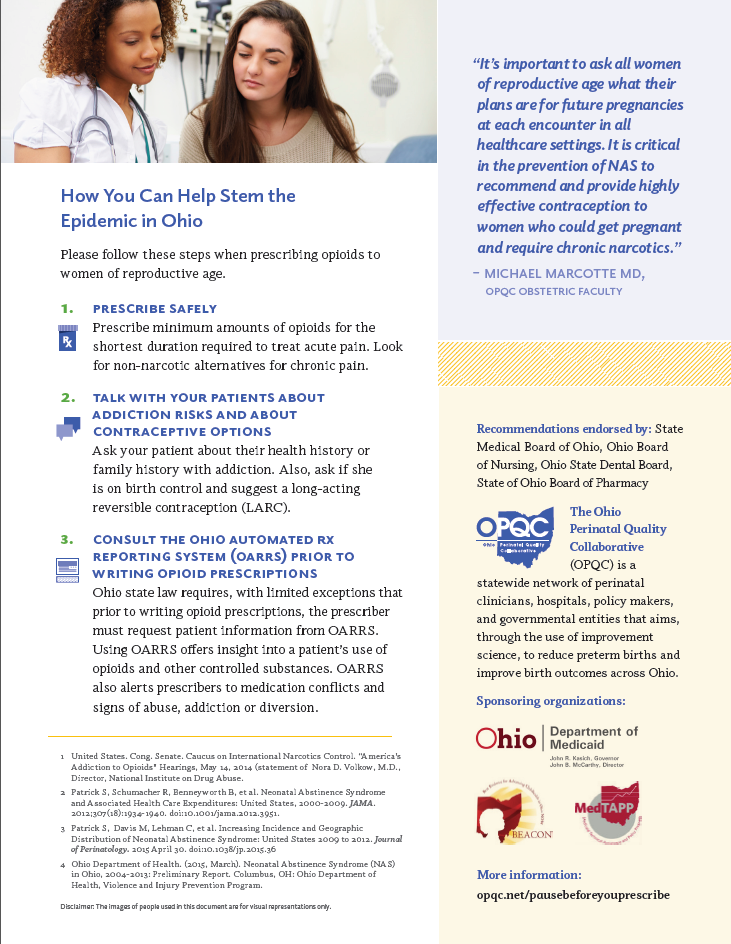 How You Can Help Stem the
Epidemic in Ohio
Please follow these steps when prescribing opioids to
women of reproductive age.
1. PRESCRIBE SAFELY
Rx
Prescribe minimum amounts of opioids for the
shortest duration required to treat acute pain. Look
for non-narcotic alternatives for chronic pain.
2. TALK WITH YOUR PATIENTS ABOUT
ADDICTION RISKS AND ABOUT
CONTRACEPTIVE OPTIONS
Ask your patient about their health history or
family history with addiction. Also, ask if she
is on birth control and suggest a long-acting
reversible contraception (LARC).
3. CONSULT THE OHIO AUTOMATED RX
REPORTING SYSTEM (OARRS) PRIOR TO
WRITING OPIOID PRESCRIPTIONS
Ohio state law requires, with limited exceptions that
prior to writing opioid prescriptions, the prescriber
must request patient information from OARRS.
Using OARRS offers insight into a patient's use of
opioids and other controlled substances. OARRS
also alerts prescribers to medication conflicts and
signs of abuse, addiction or diversion.
1 United States. Cong. Senate. Caucus on International Narcotics Control. "America's
Addiction to Opioids" Hearings, May 14, 2014 (statement of Nora D. Volkow, M.D.,
Director, National Institute on Drug Abuse.
2 Patrick S, Schumacher R, Benneyworth B, et al. Neonatal Abstinence Syndrome
and Associated Health Care Expenditures: United States, 2000-2009. JAMA.
2012;307(18):1934-1940. doi:10.1001/jama.2012.3951.
3 Patrick S, Davis M, Lehman C, et al. Increasing Incidence and Geographic
Distribution of Neonatal Abstinence Syndrome: United States 2009 to 2012. Journal
of Perinatology. 2015 April 30. doi:10.1038/jp.2015.36
4 Ohio Department of Health. (2015, March). Neonatal Abstinence Syndrome (NAS)
in Ohio, 2004-2013: Preliminary Report. Columbus, OH: Ohio Department of
Health, Violence and Injury Prevention Program.
Disclaimer: The images of people used in this document are for visual representations only.
"It's important to ask all women
of reproductive age what their
plans are for future pregnancies
at each encounter in all
healthcare settings. It is critical
in the prevention of NAS to
recommend and provide highly
effective contraception to
women who could get pregnant
and require chronic narcotics."
– MICHAEL MARCOTTE MD,
OPQC OBSTETRIC FACULTY
Recommendations endorsed by: State
Medical Board of Ohio, Ohio Board
of Nursing, Ohio State Dental Board,
State of Ohio Board of Pharmacy
OPQC
Ohio Perinatal Quality
Collaborative
The Ohio
Perinatal Quality
Collaborative
(OPQC) is a
statewide network of perinatal
clinicians, hospitals, policy makers,
and governmental entities that aims,
through the use of improvement
science, to reduce preterm births and
improve birth outcomes across Ohio.
Sponsoring organizations:
Ohio Department of
Medicaid
John R. Kasich, Governor
John B. McCarthy, Director
BEACON
MedTAPP
More information:
opqc.net/pausebeforeyouprescribe